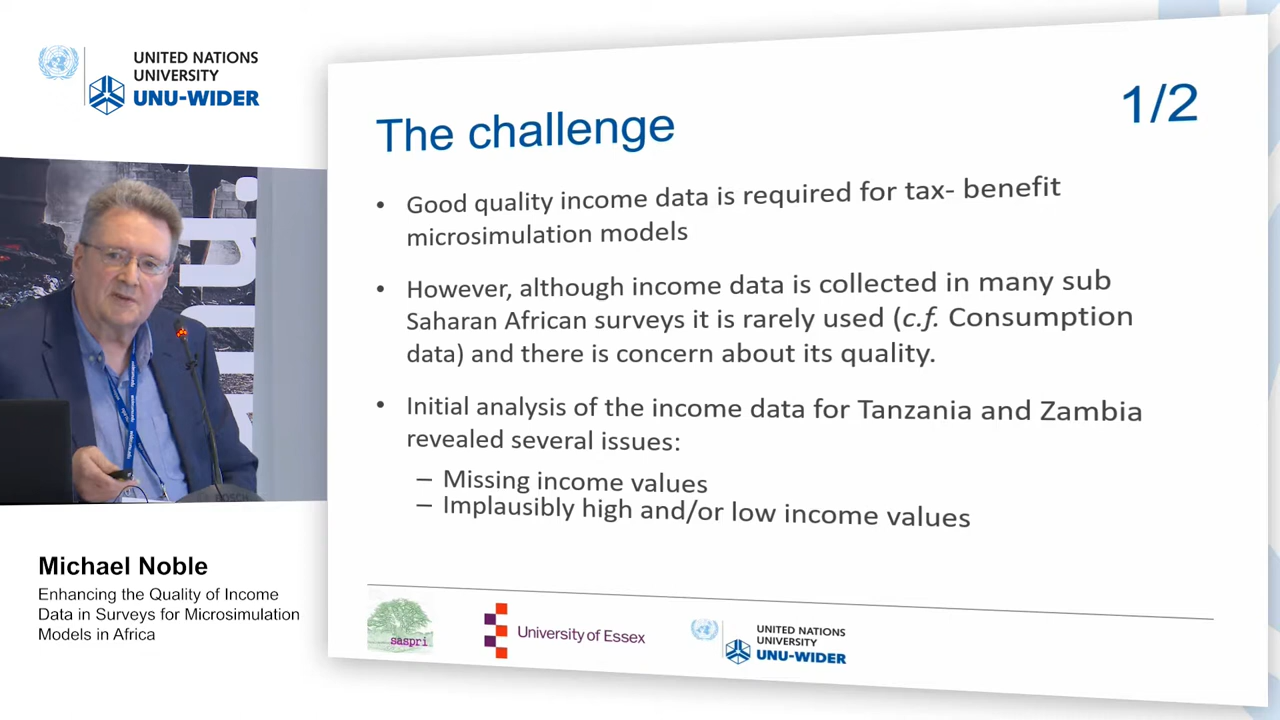 UNITED NATIONS
UNIVERSITY
UNU-WIDER
unu.
BOSCH
Michael Noble
Enhancing the Quality of Income
Data in Surveys for Microsimulation
Models in Africa
The challenge
1/2
• Good quality income data is required for tax- benefit
microsimulation models
• However, although income data is collected in many sub
Saharan African surveys it is rarely used (c.f. Consumption
data) and there is concern about its quality.
• Initial analysis of the income data for Tanzania and Zambia
revealed several issues:
– Missing income values
– Implausibly high and/or low income values
saspri
University of Essex
UNITED NATIONS
UNIVERSITY
UNU-WIDER